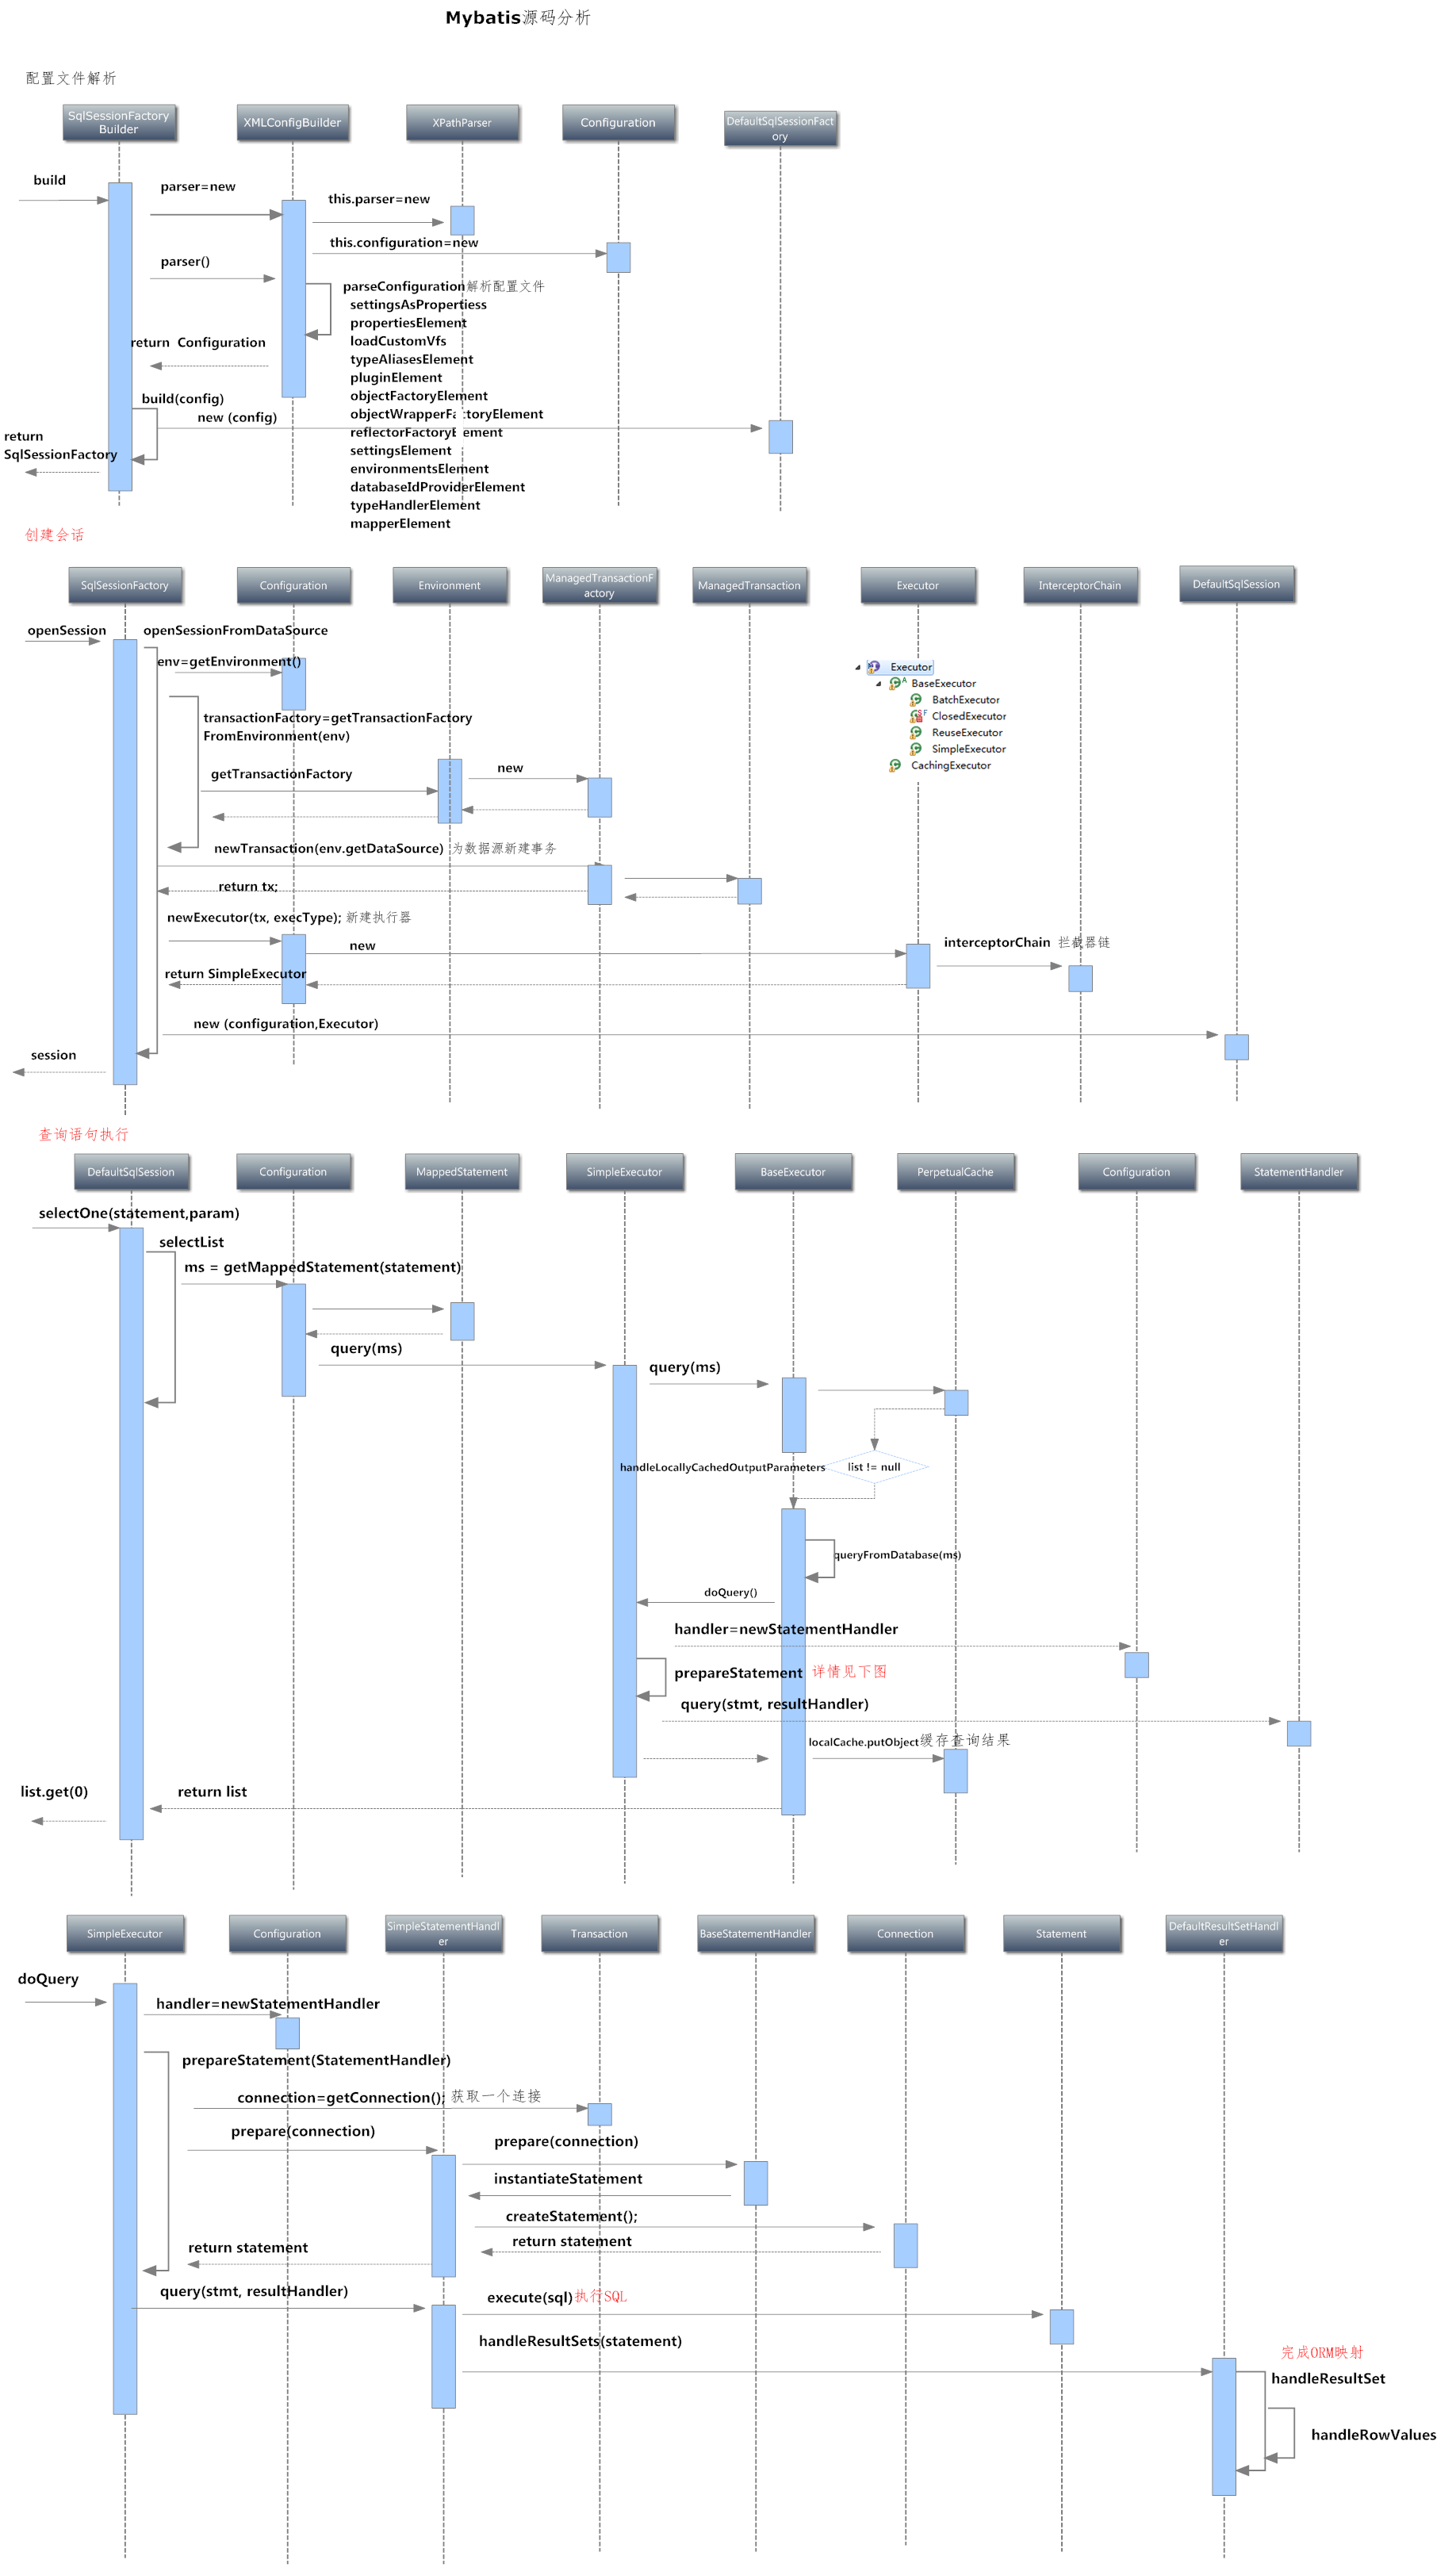 Mybatis源码分析
配置文件解析
SqlSessionFactory
Builder
XMLConfigBuilder
XPathParser
Configuration
DefaultSqlSessionFact
ory
build
parser=new
this.parser=new
this.configuration=new
parser()
parseConfiguration解析配置文件
settingsAsPropertiess
propertiesElement
loadCustomVfs
return Configuration
typeAliasesElement
pluginElement
objectFactoryElement
build(config)
objectWrapperFactoryElement
new (config)
reflectorFactoryElement
return
SqlSessionFactory
settingsElement
environmentsElement
databaseIdProviderElement
typeHandlerElement
mapperElement
创建会话
SqlSessionFactory
Configuration
Environment
ManagedTransactionF
actory
ManagedTransaction
Executor
InterceptorChain
DefaultSqlSession
openSession
openSessionFromDataSource
env=getEnvironment()
Executor
BaseExecutor
BatchExecutor
ClosedExecutor
ReuseExecutor
SimpleExecutor
CachingExecutor
transactionFactory=getTransactionFactory
FromEnvironment(env)
getTransactionFactory
new
newTransaction(env.getDataSource) 为数据源新建事务
return tx;
newExecutor(tx, execType); 新建执行器
new
interceptorChain 拦截器链
return SimpleExecutor
new (configuration,Executor)
session
查询语句执行
DefaultSqlSession
Configuration
MappedStatement
SimpleExecutor
BaseExecutor
PerpetualCache
Configuration
StatementHandler
selectOne(statement,param)
selectList
ms = getMappedStatement(statement)
query(ms)
query(ms)
handleLocallyCachedOutputParameters
list != null
queryFromDatabase(ms)
doQuery()
handler=newStatementHandler
prepareStatement 详情见下图
query(stmt, resultHandler)
localCache.putObject缓存查询结果
list.get(0)
return list
SimpleExecutor
Configuration
SimpleStatementHandl
er
Transaction
BaseStatementHandler
Connection
Statement
DefaultResultSetHandl
er
doQuery
handler=newStatementHandler
prepareStatement(StatementHandler)
connection=getConnection(); 获取一个连接
prepare(connection)
prepare(connection)
instantiateStatement
createStatement();
return statement
return statement
query(stmt, resultHandler)
execute(sql)执行SQL
handleResultSets(statement)
完成ORM映射
handleResultSet
handleRowValues